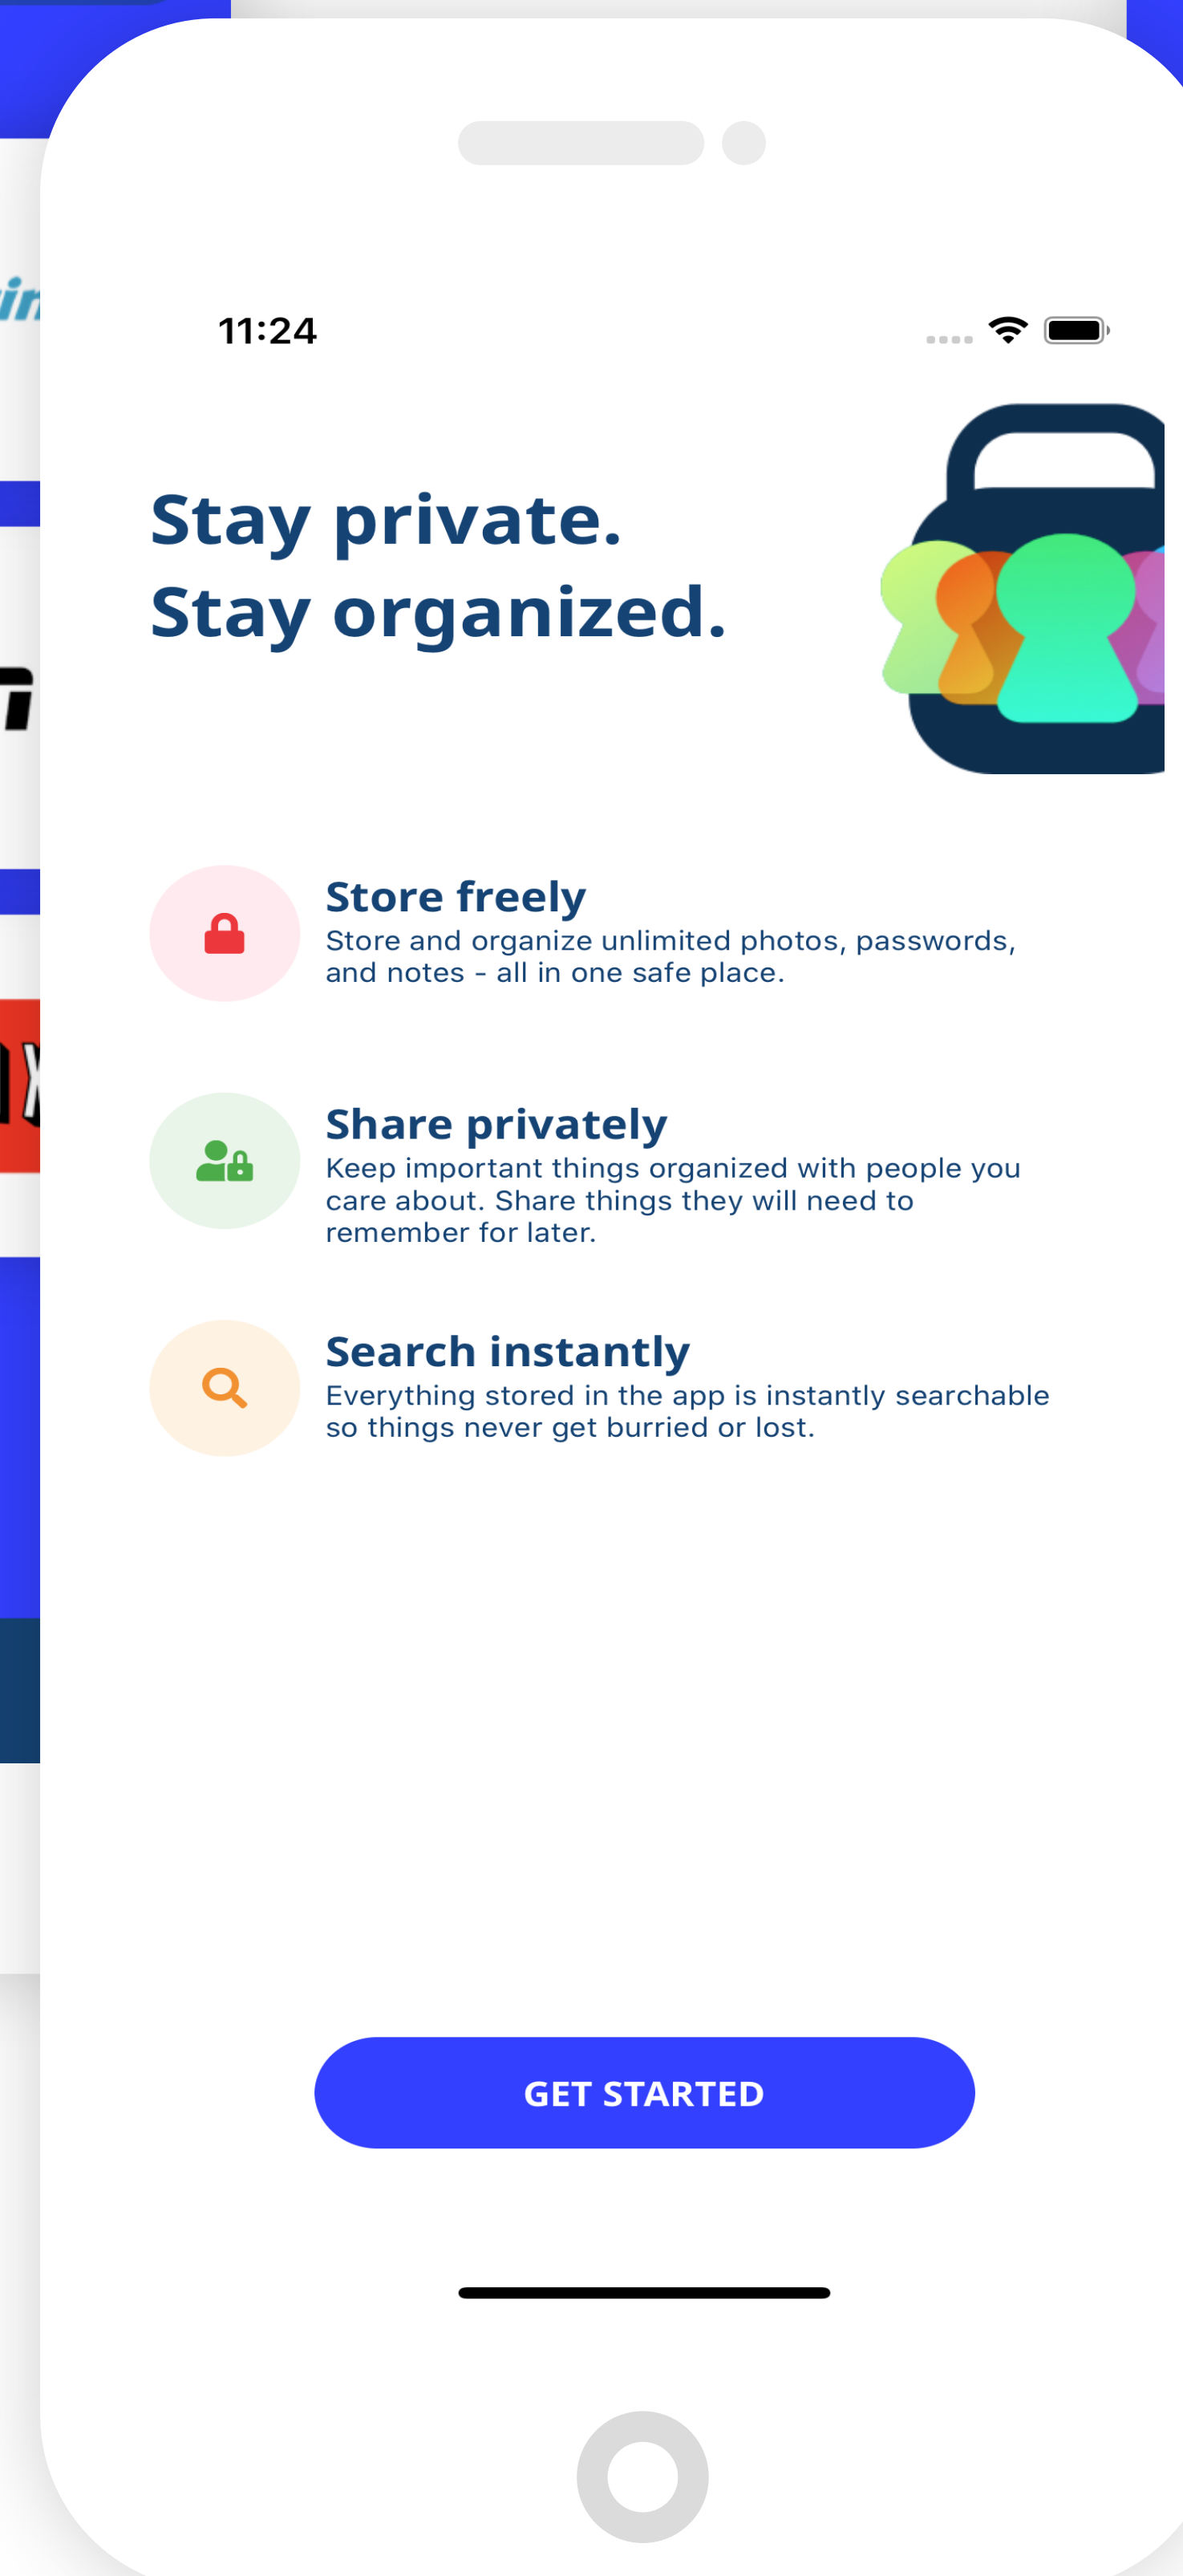 11:24
Stay private.
Stay organized.
Store freely
Store and organize unlimited photos, passwords,
and notes - all in one safe place.
Share privately
Keep important things organized with people you
care about. Share things they will need to
remember for later.
Search instantly
Everything stored in the app is instantly searchable
so things never get burried or lost.
GET STARTED